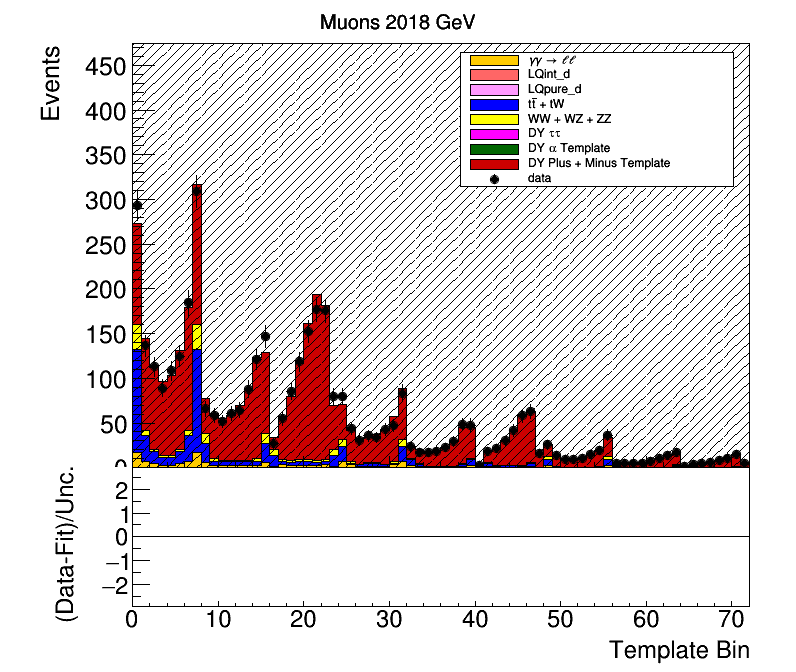 Muons 2018 GeV
Events
450
400
350
300
250
200
150
100
50
0
γγ → ℓℓ
LQint_d
LQpure_d
tt̄ + tW
WW + WZ + ZZ
DY ττ
DY α Template
DY Plus + Minus Template
data
(Data-Fit)/Unc.
2
1
0
−1
−2
0 10 20 30 40 50 60 70
Template Bin